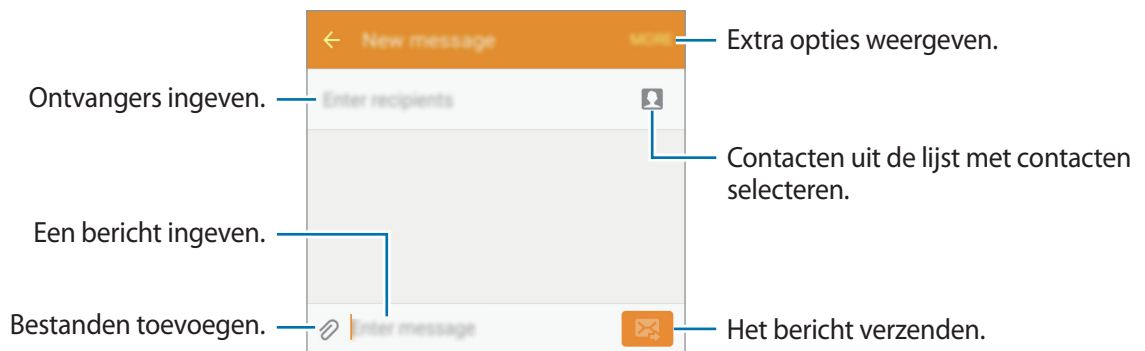 New message MORE
Extra opties weergeven.
Ontvangers ingeven.
Enter recipients
Contacten uit de lijst met contacten
selecteren.
Een bericht ingeven.
Bestanden toevoegen.
Enter message
Het bericht verzenden.